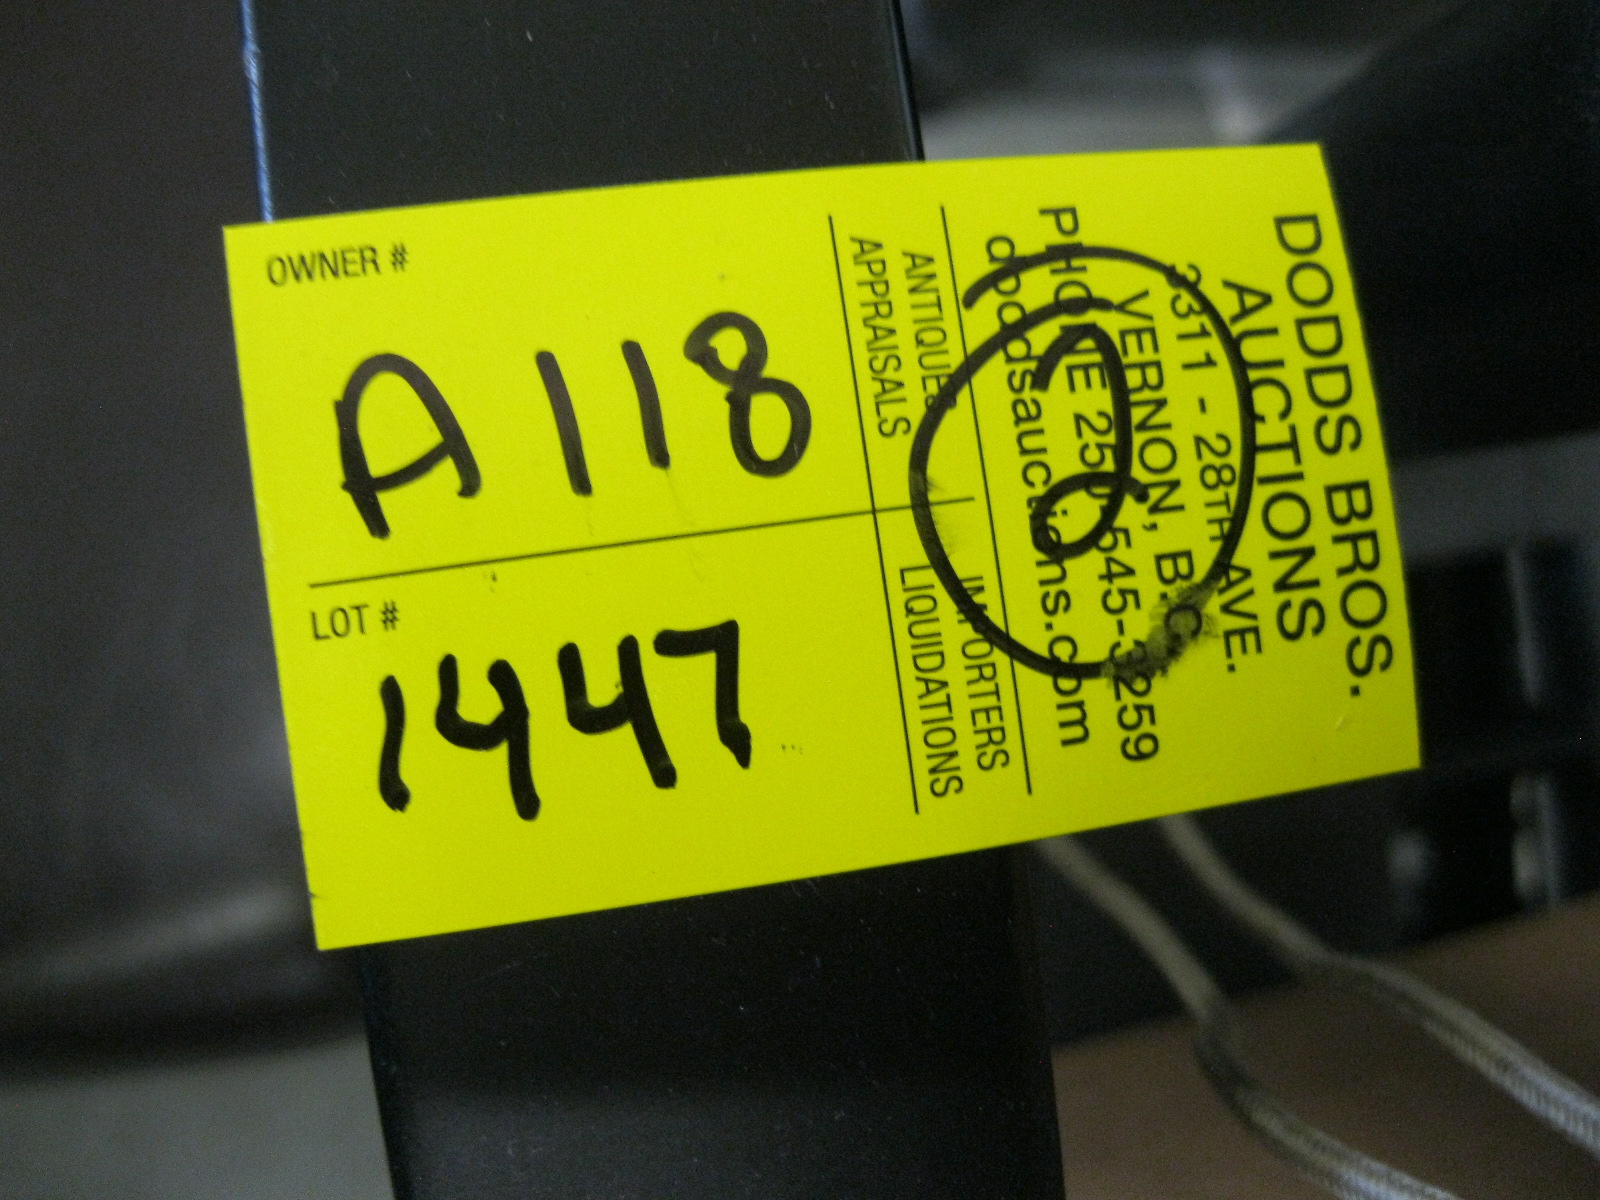 OWNER #
A118
LOT #
1447
DODDS BROS.
AUCTIONS
3311 - 28TH AVE.
VERNON, B.C.
PHONE 250-545-3259
doddsauctions.com
ANTIQUES IMPORTERS
APPRAISALS LIQUIDATIONS
2